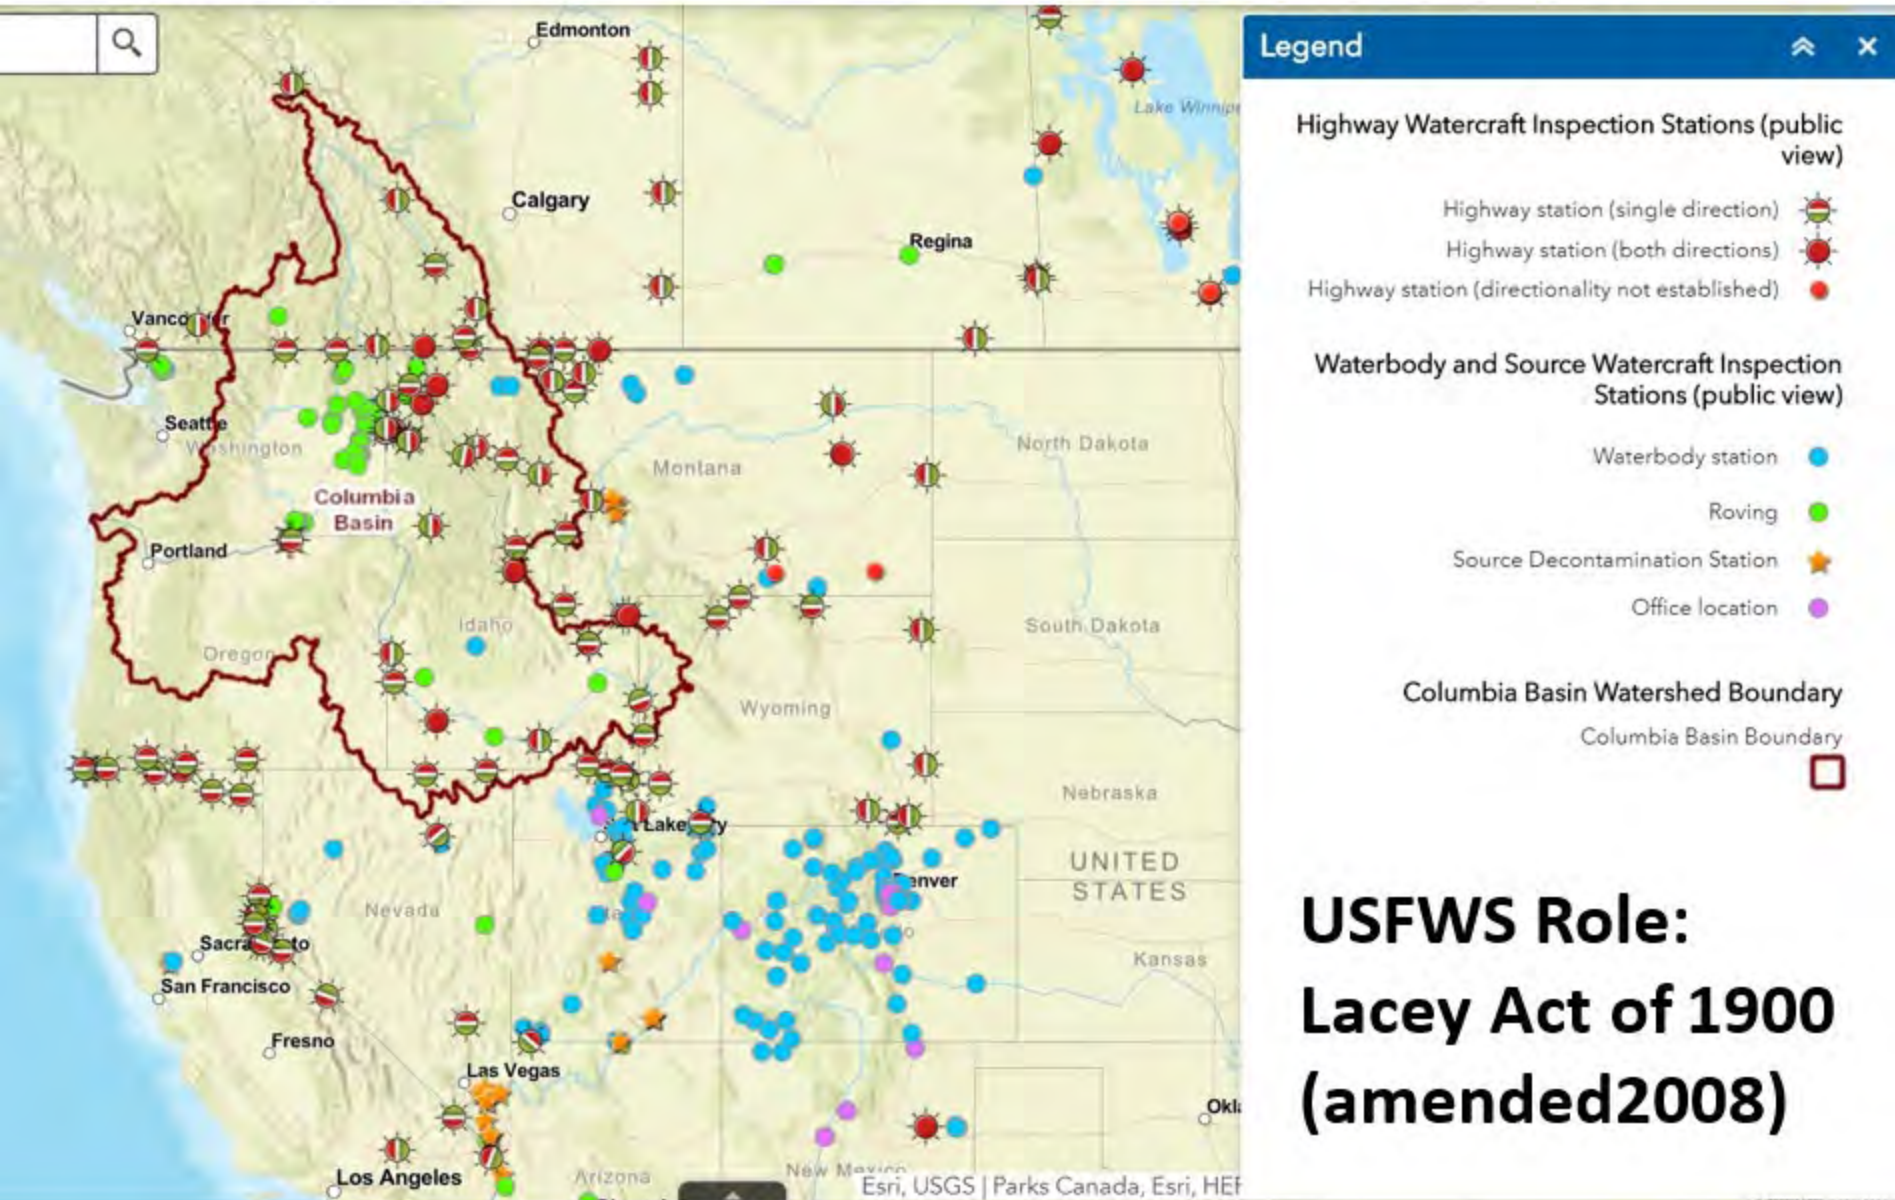 Edmonton
Calgary
Regina
Seattle
Washington
Montana
North Dakota
Columbia
Basin
Portland
Idaho
South Dakota
Oregon
Wyoming
Nebraska
UNITED
STATES
Nevada
Kansas
San Francisco
Fresno
Las Vegas
Los Angeles
Arizona
Esri, USGS | Parks Canada, Esri, HEF
Legend
Highway Watercraft Inspection Stations (public
view)
Highway station (single direction)
Highway station (both directions)
Highway station (directionality not established)
Waterbody and Source Watercraft Inspection
Stations (public view)
Waterbody station
Roving
Source Decontamination Station
Office location
Columbia Basin Watershed Boundary
Columbia Basin Boundary
USFWS Role:
Lacey Act of 1900
(amended2008)